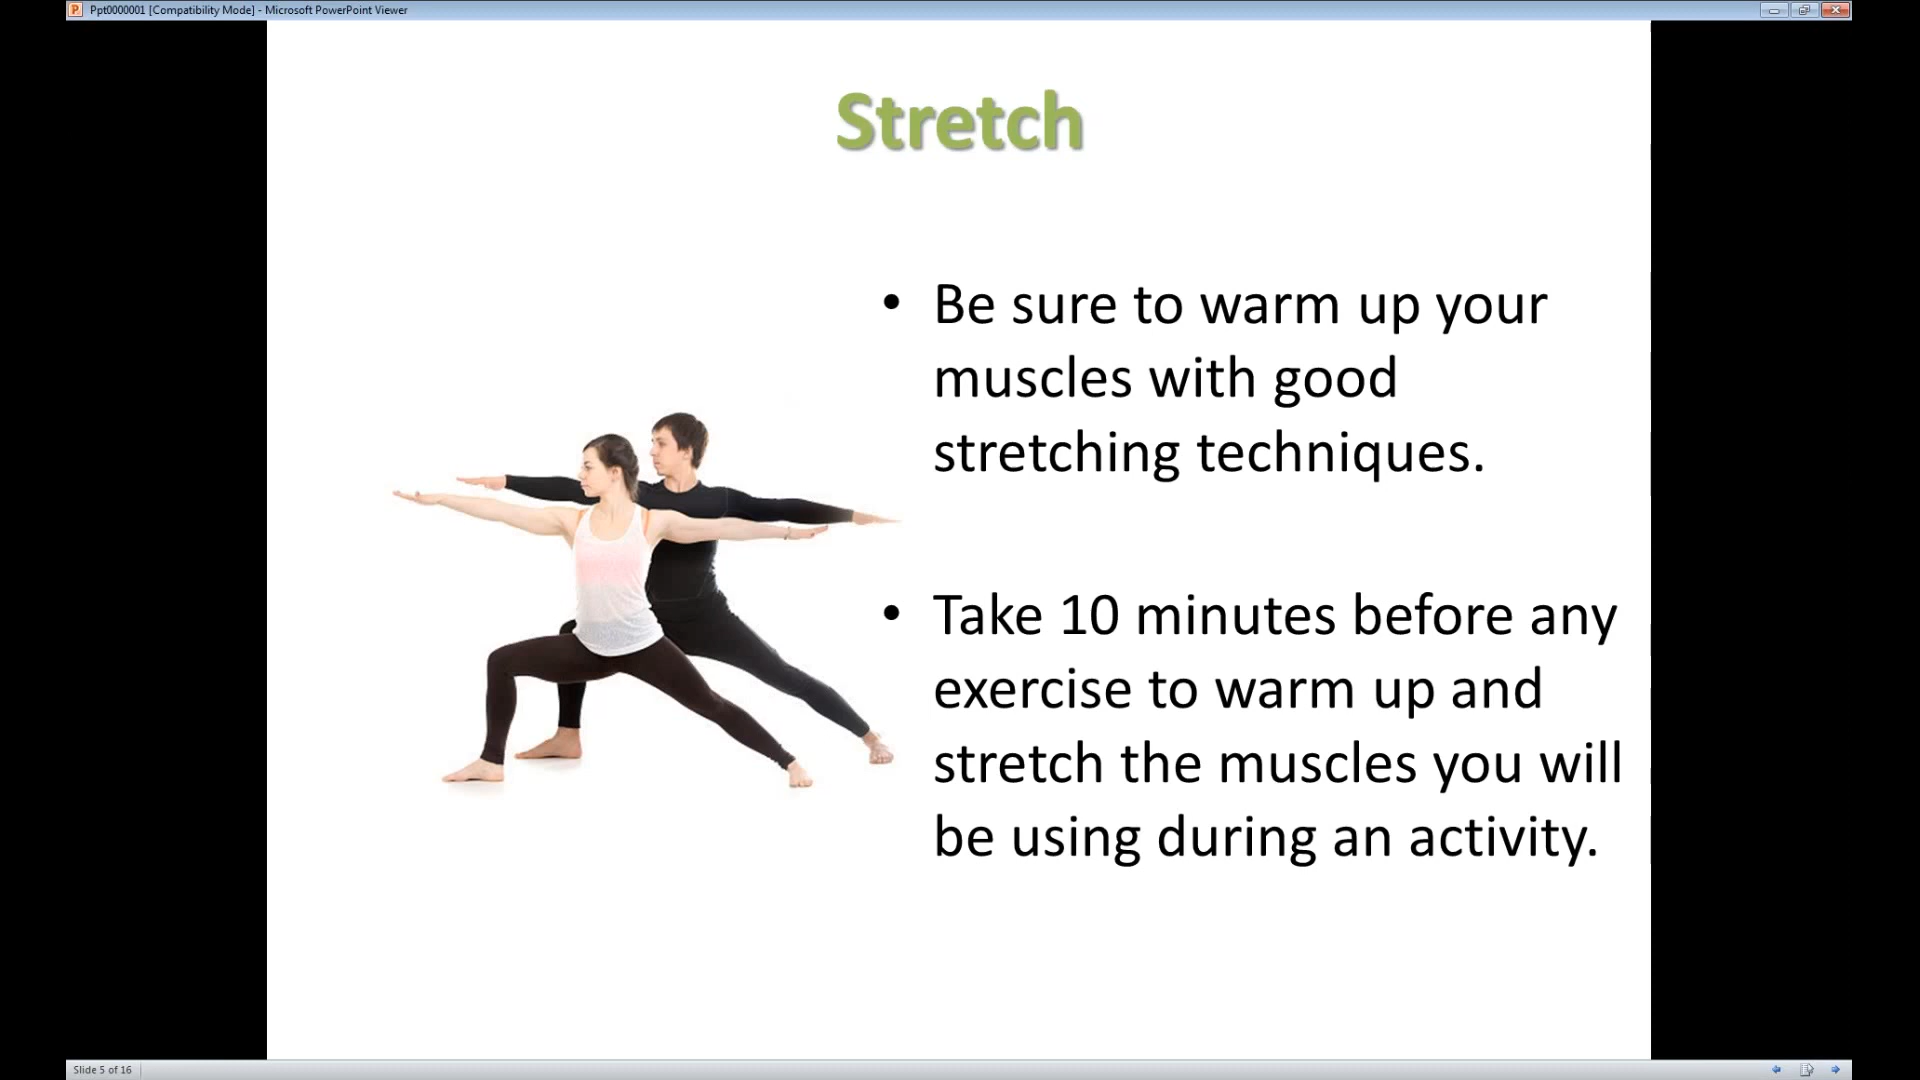 Ppt0000001 [Compatibility Mode] - Microsoft PowerPoint Viewer
Stretch
• Be sure to warm up your
muscles with good
stretching techniques.
• Take 10 minutes before any
exercise to warm up and
stretch the muscles you will
be using during an activity.
Slide 5 of 16